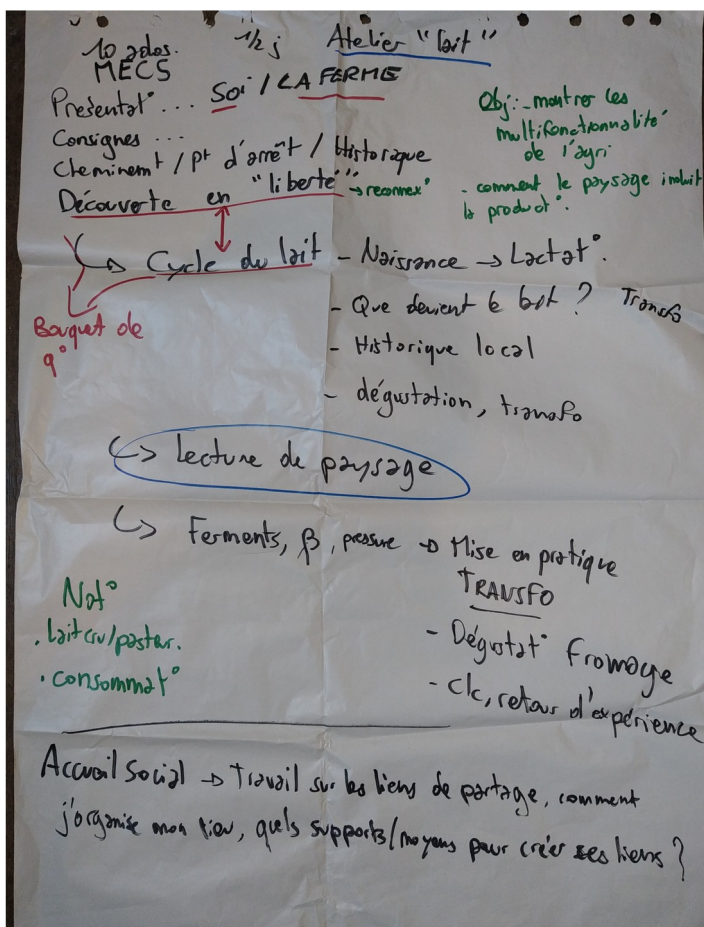 10 ados.
MECS
1/2 j
Atelier "lait"
Présentat° ... Soi / LA FERME
Consignes ...
Cheminemt / pt d'arrêt / Historique
Découverte en "liberté" → reconnex°
Obj: - montrer les
multifonctionnalité
de l'agri
- comment le paysage induit
la product°.
↳ Cycle du lait - Naissance → Lactat°.
Bouquet de
q°
- Que devient le lait ? Transfo
- Historique local
- dégustation, transfo
↳ Lecture de paysage
↳ Ferments, β, pressure → Mise en pratique
TRANSFO
Not°
. lait cru/pasteur.
. consommat°
- Dégustat° Fromage
- Clc, retour d'expérience
Accueil Social → Travail sur les liens de partage, comment
j'organise mon lieu, quels supports/moyens pour créer ses liens ?